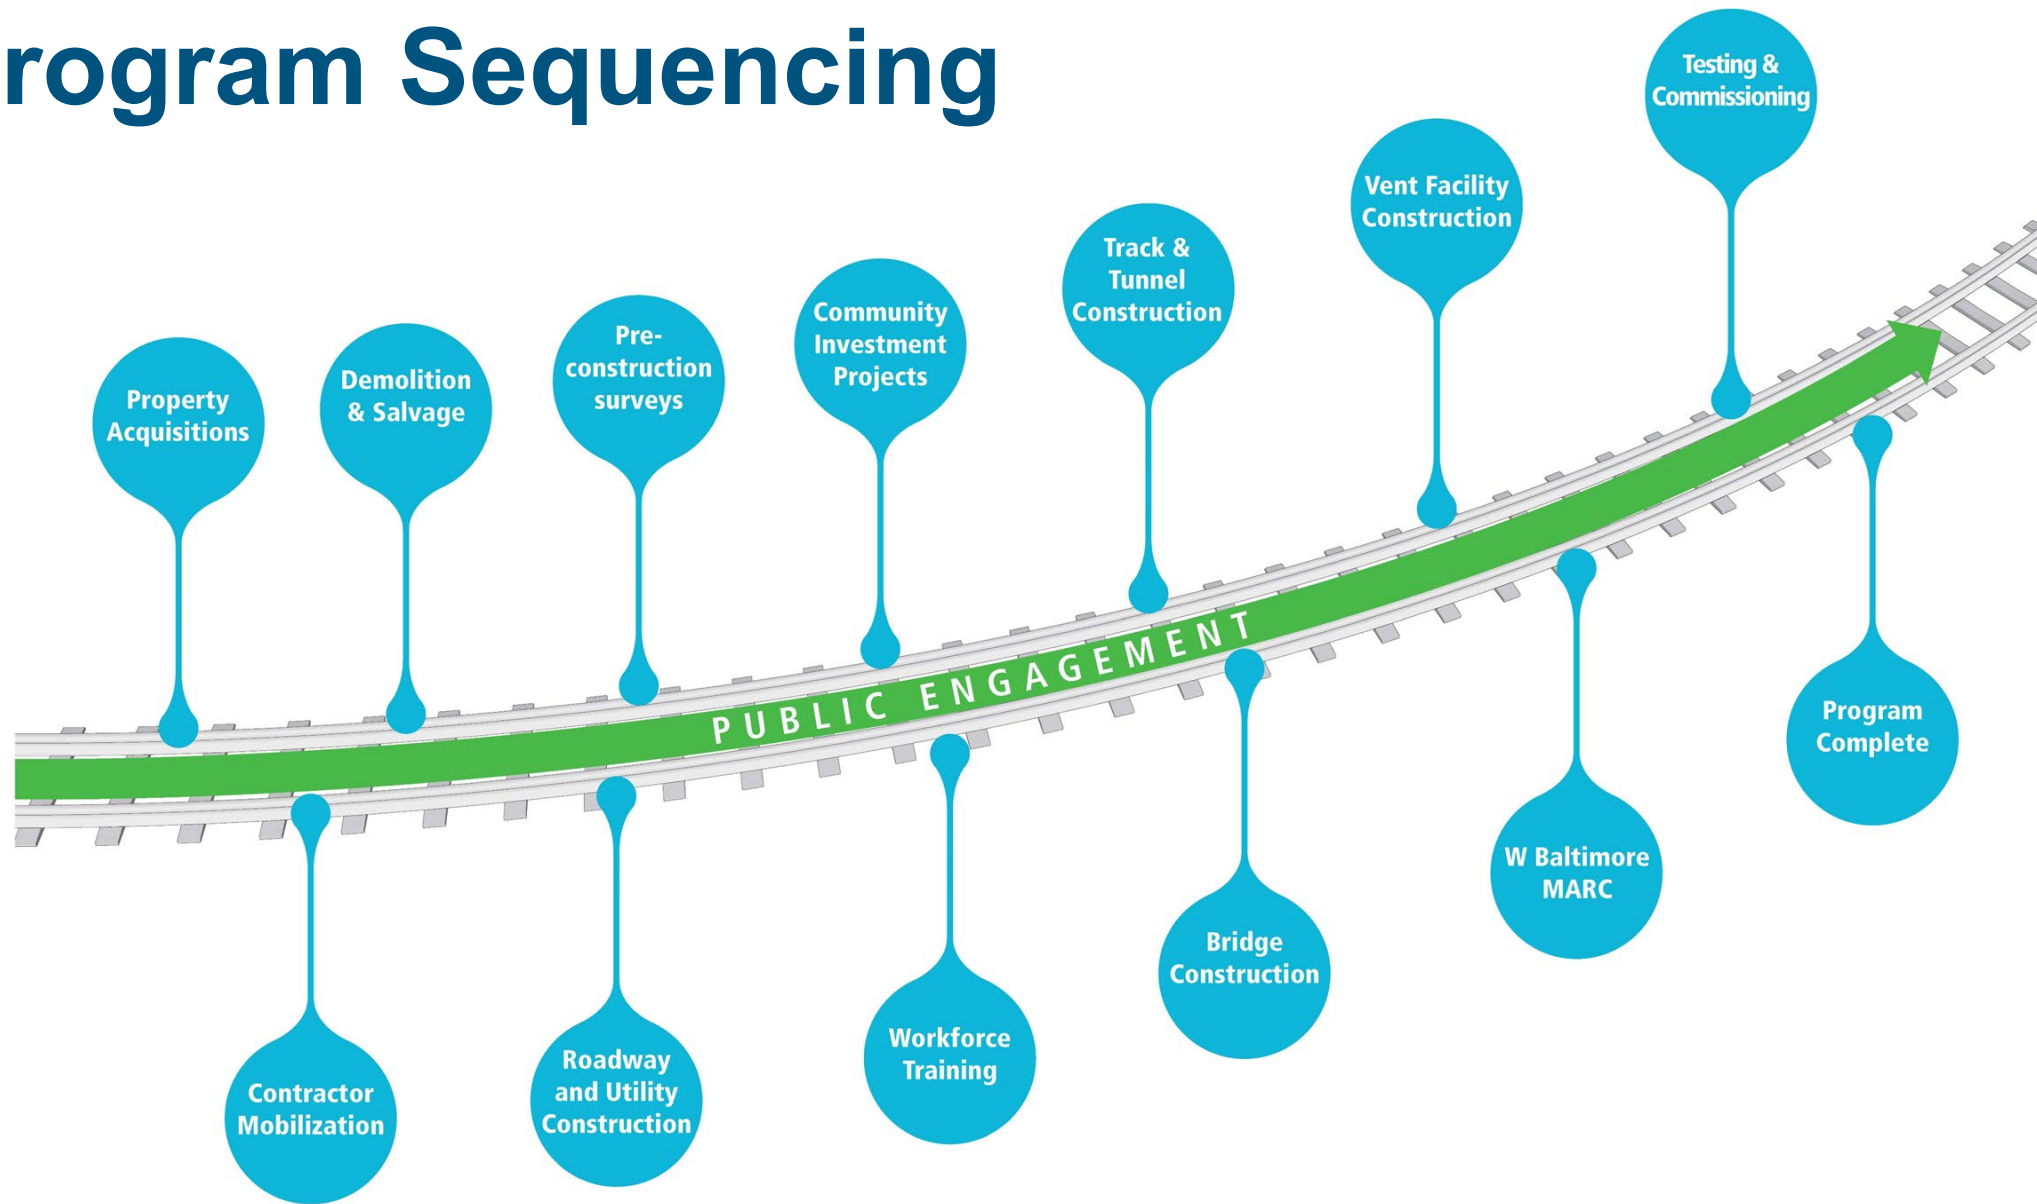 rogram Sequencing
Testing &
Commissioning
Vent Facility
Construction
Track &
Tunnel
Construction
Community
Investment
Projects
Pre-
construction
surveys
Demolition
& Salvage
Property
Acquisitions
PUBLIC ENGAGEMENT
Contractor
Mobilization
Roadway
and Utility
Construction
Workforce
Training
Bridge
Construction
W Baltimore
MARC
Program
Complete